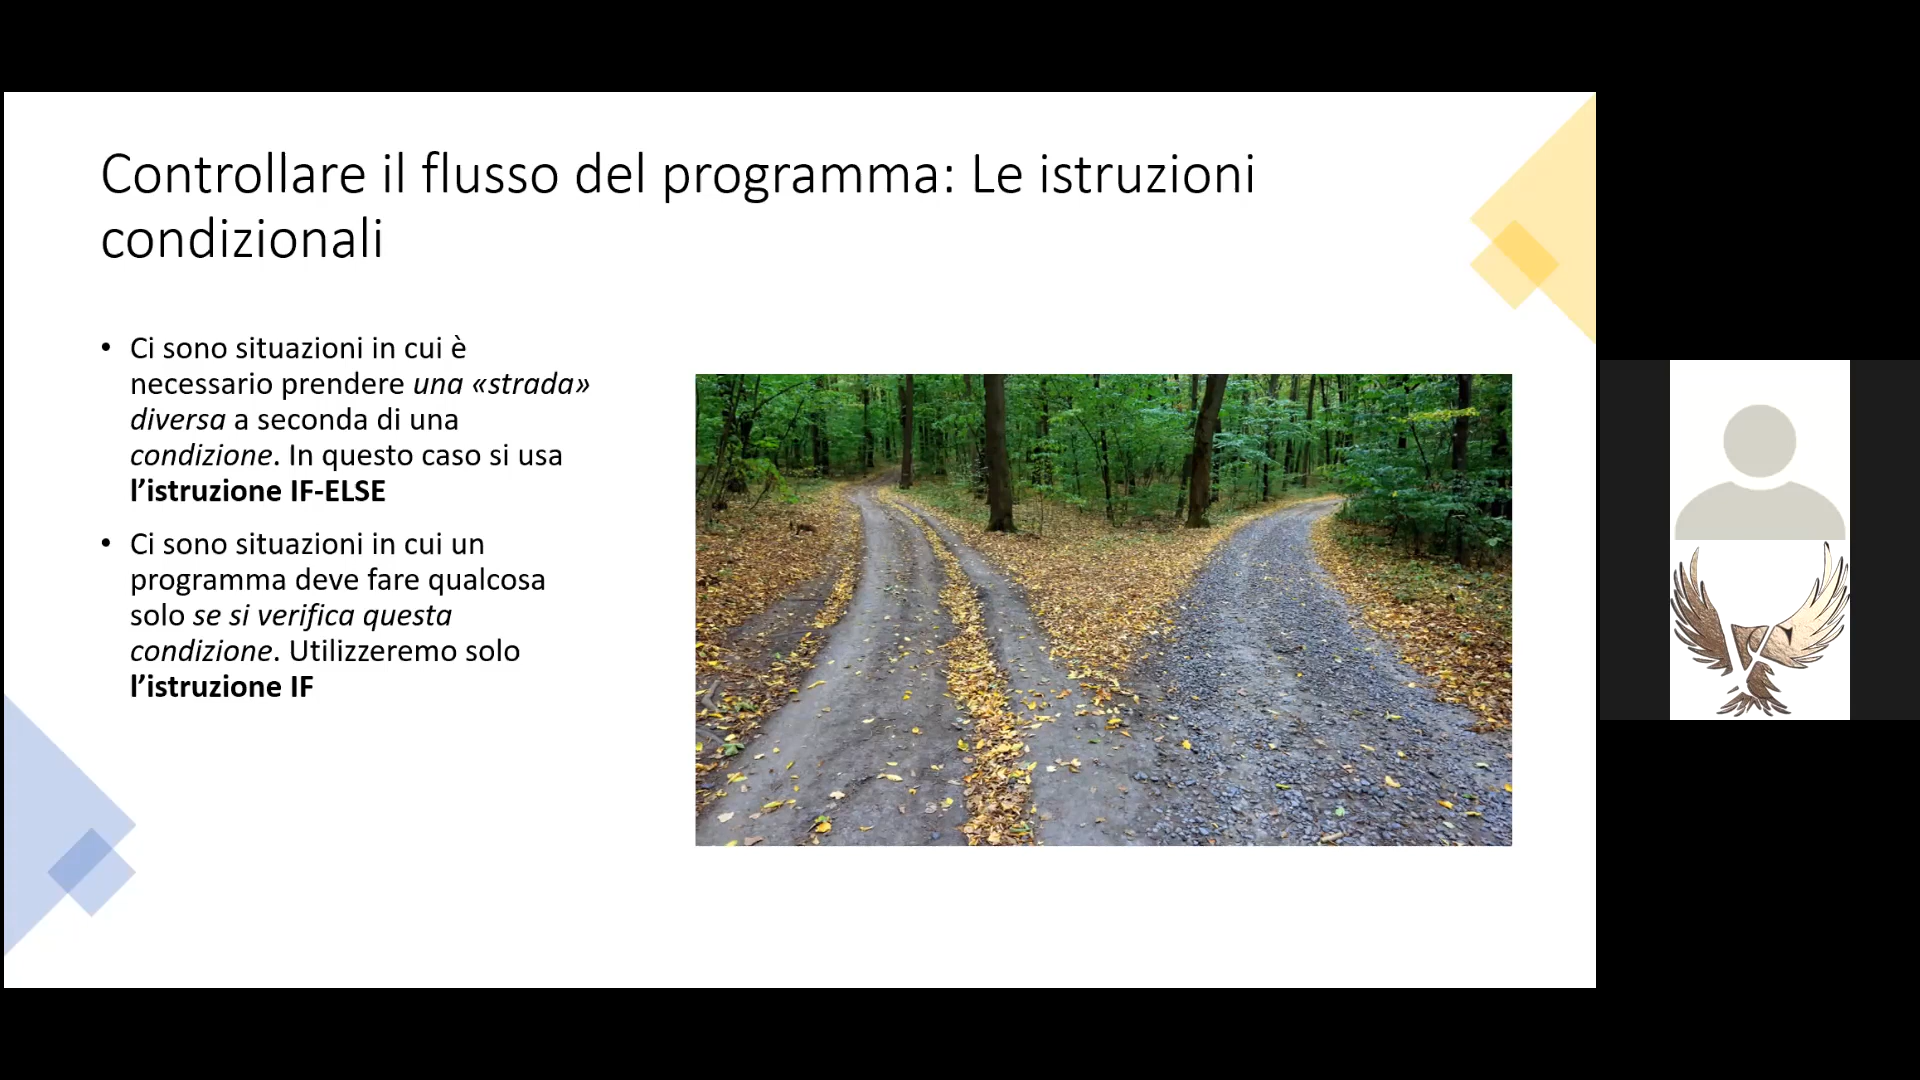 Controllare il flusso del programma: Le istruzioni
condizionali
• Ci sono situazioni in cui è
necessario prendere una «strada»
diversa a seconda di una
condizione. In questo caso si usa
l’istruzione IF-ELSE
• Ci sono situazioni in cui un
programma deve fare qualcosa
solo se si verifica questa
condizione. Utilizzeremo solo
l’istruzione IF